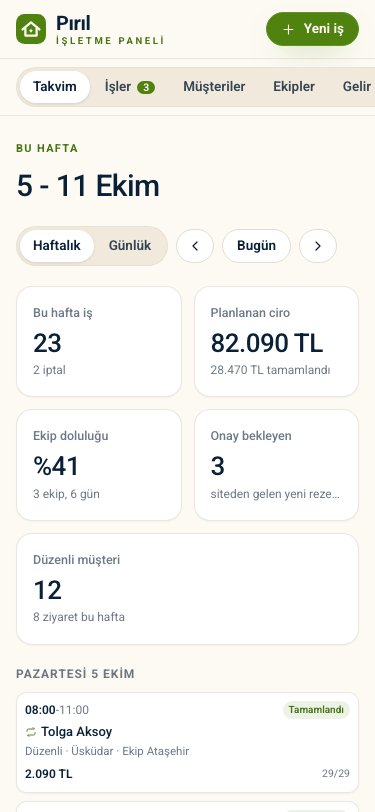 Pırıl
İŞLETME PANELİ
+ Yeni iş
Takvim İşler 3 Müşteriler Ekipler Gelir
BU HAFTA
5 - 11 Ekim
Haftalık Günlük Bugün
Bu hafta iş
23
2 iptal
Planlanan ciro
82.090 TL
28.470 TL tamamlandı
Ekip doluluğu
%41
3 ekip, 6 gün
Onay bekleyen
3
siteden gelen yeni reze...
Düzenli müşteri
12
8 ziyaret bu hafta
PAZARTESİ 5 EKİM
08:00-11:00 Tamamlandı
Tolga Aksoy
Düzenli · Üsküdar · Ekip Ataşehir
2.090 TL 29/29